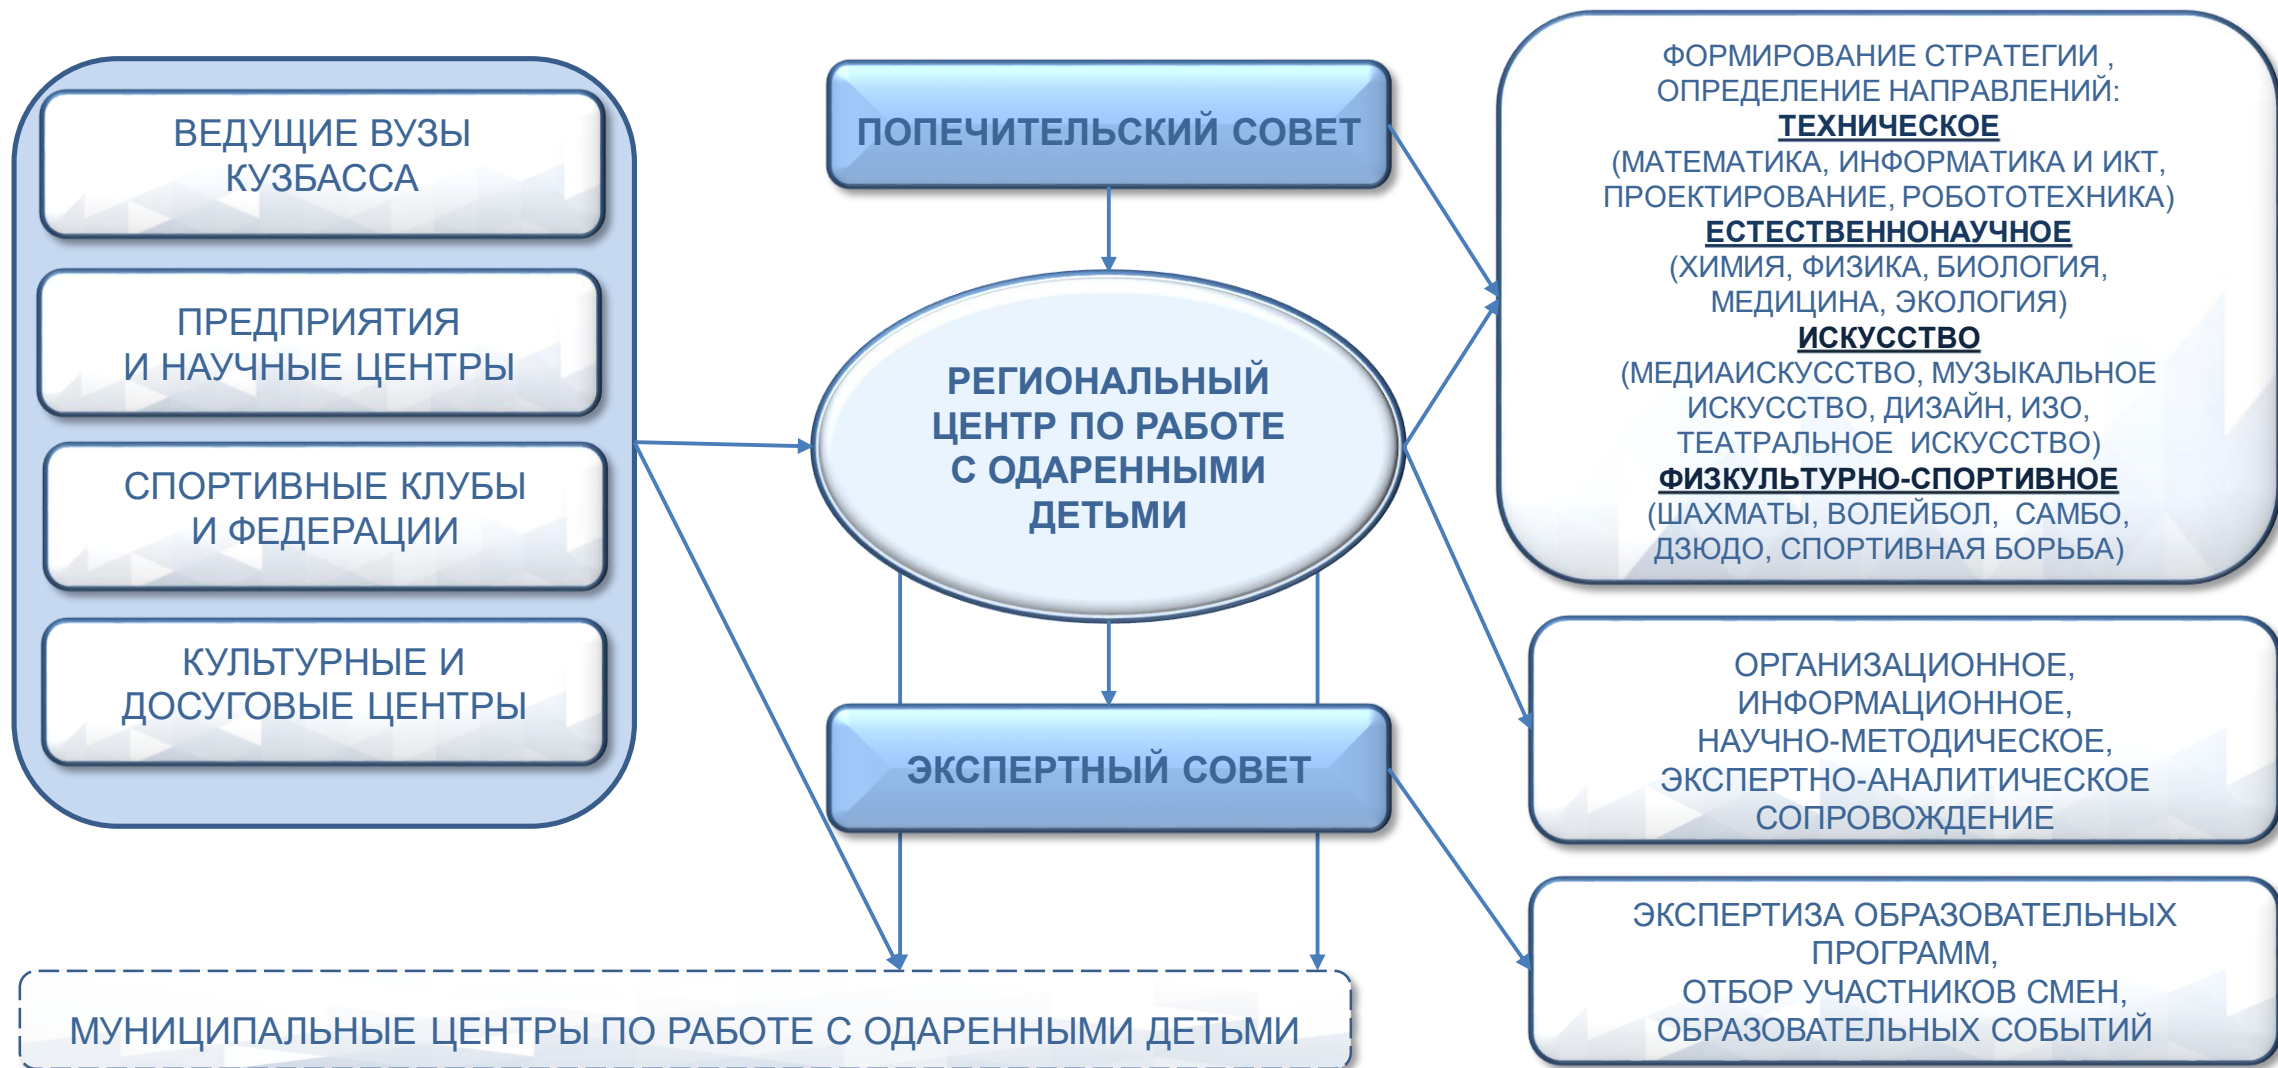 ВЕДУЩИЕ ВУЗЫ
КУЗБАССА
ПРЕДПРИЯТИЯ
И НАУЧНЫЕ ЦЕНТРЫ
СПОРТИВНЫЕ КЛУБЫ
И ФЕДЕРАЦИИ
КУЛЬТУРНЫЕ И
ДОСУГОВЫЕ ЦЕНТРЫ
ПОПЕЧИТЕЛЬСКИЙ СОВЕТ
РЕГИОНАЛЬНЫЙ
ЦЕНТР ПО РАБОТЕ
С ОДАРЕННЫМИ
ДЕТЬМИ
ЭКСПЕРТНЫЙ СОВЕТ
МУНИЦИПАЛЬНЫЕ ЦЕНТРЫ ПО РАБОТЕ С ОДАРЕННЫМИ ДЕТЬМИ
ФОРМИРОВАНИЕ СТРАТЕГИИ ,
ОПРЕДЕЛЕНИЕ НАПРАВЛЕНИЙ:
ТЕХНИЧЕСКОЕ
(МАТЕМАТИКА, ИНФОРМАТИКА И ИКТ,
ПРОЕКТИРОВАНИЕ, РОБОТОТЕХНИКА)
ЕСТЕСТВЕННОНАУЧНОЕ
(ХИМИЯ, ФИЗИКА, БИОЛОГИЯ,
МЕДИЦИНА, ЭКОЛОГИЯ)
ИСКУССТВО
(МЕДИАИСКУССТВО, МУЗЫКАЛЬНОЕ
ИСКУССТВО, ДИЗАЙН, ИЗО,
ТЕАТРАЛЬНОЕ ИСКУССТВО)
ФИЗКУЛЬТУРНО-СПОРТИВНОЕ
(ШАХМАТЫ, ВОЛЕЙБОЛ, САМБО,
ДЗЮДО, СПОРТИВНАЯ БОРЬБА)
ОРГАНИЗАЦИОННОЕ,
ИНФОРМАЦИОННОЕ,
НАУЧНО-МЕТОДИЧЕСКОЕ,
ЭКСПЕРТНО-АНАЛИТИЧЕСКОЕ
СОПРОВОЖДЕНИЕ
ЭКСПЕРТИЗА ОБРАЗОВАТЕЛЬНЫХ
ПРОГРАММ,
ОТБОР УЧАСТНИКОВ СМЕН,
ОБРАЗОВАТЕЛЬНЫХ СОБЫТИЙ